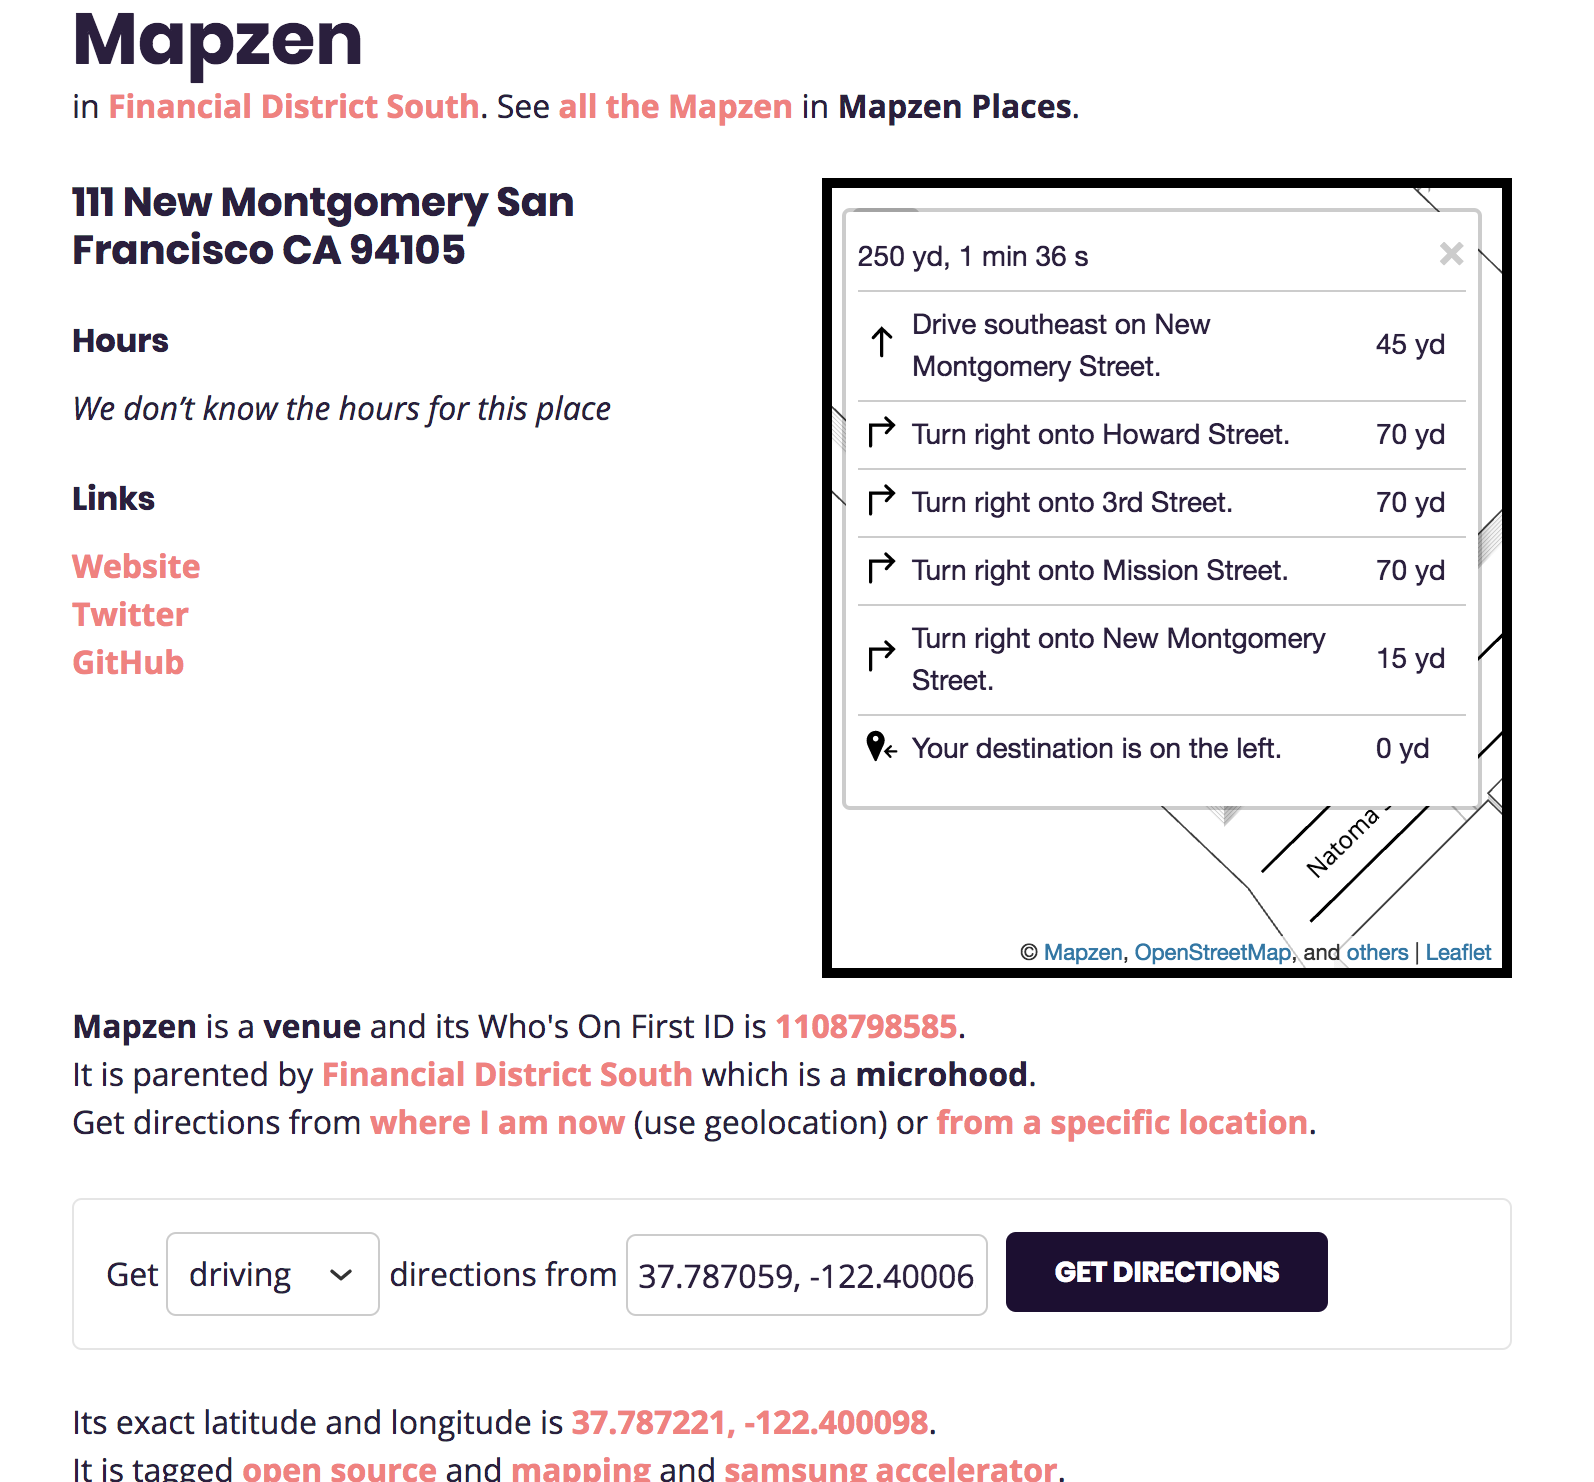 Mapzen
in Financial District South. See all the Mapzen in Mapzen Places.
111 New Montgomery San
Francisco CA 94105
Hours
We don’t know the hours for this place
Links
Website
Twitter
GitHub
250 yd, 1 min 36 s
Drive southeast on New
Montgomery Street.
45 yd
Turn right onto Howard Street.
70 yd
Turn right onto 3rd Street.
70 yd
Turn right onto Mission Street.
70 yd
Turn right onto New Montgomery
Street.
15 yd
Your destination is on the left.
0 yd
Natoma
© Mapzen, OpenStreetMap, and others | Leaflet
Mapzen is a venue and its Who's On First ID is 1108798585.
It is parented by Financial District South which is a microhood.
Get directions from where I am now (use geolocation) or from a specific location.
Get driving directions from 37.787059, -122.40006 GET DIRECTIONS
Its exact latitude and longitude is 37.787221, -122.400098.
It is tagged open source and mapping and samsung accelerator.